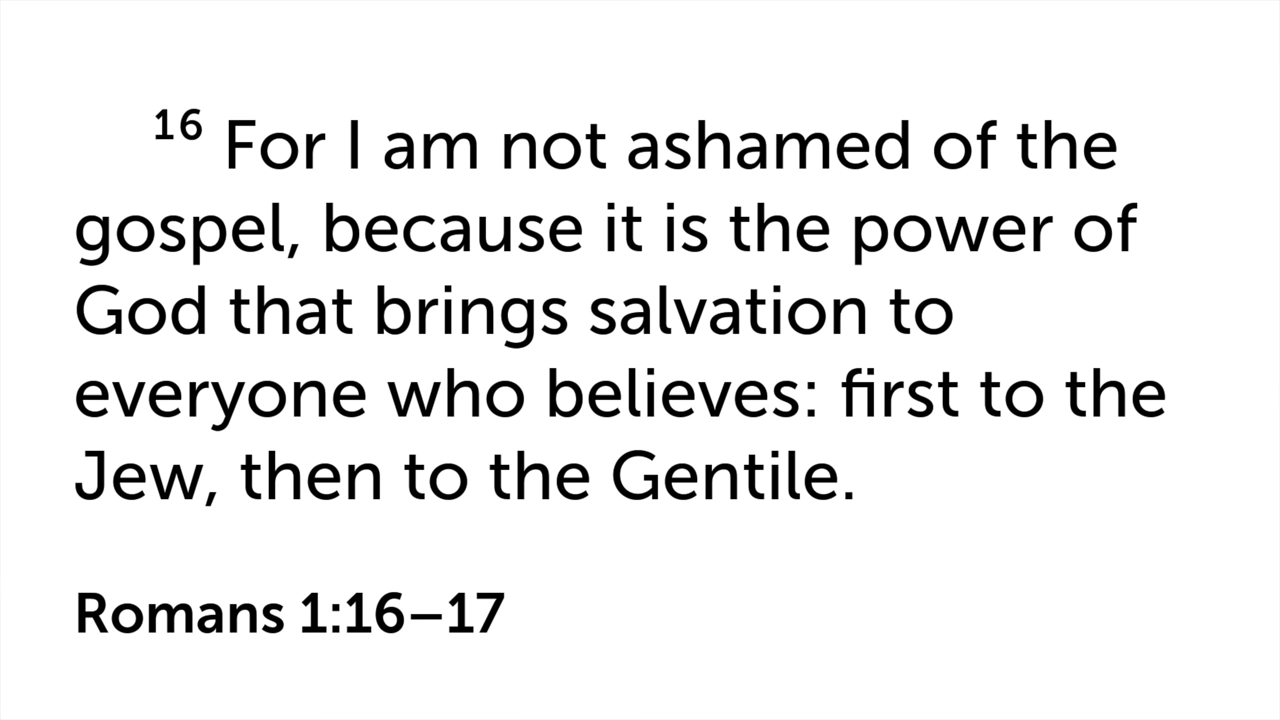 16 For I am not ashamed of the
gospel, because it is the power of
God that brings salvation to
everyone who believes: first to the
Jew, then to the Gentile.
Romans 1:16–17